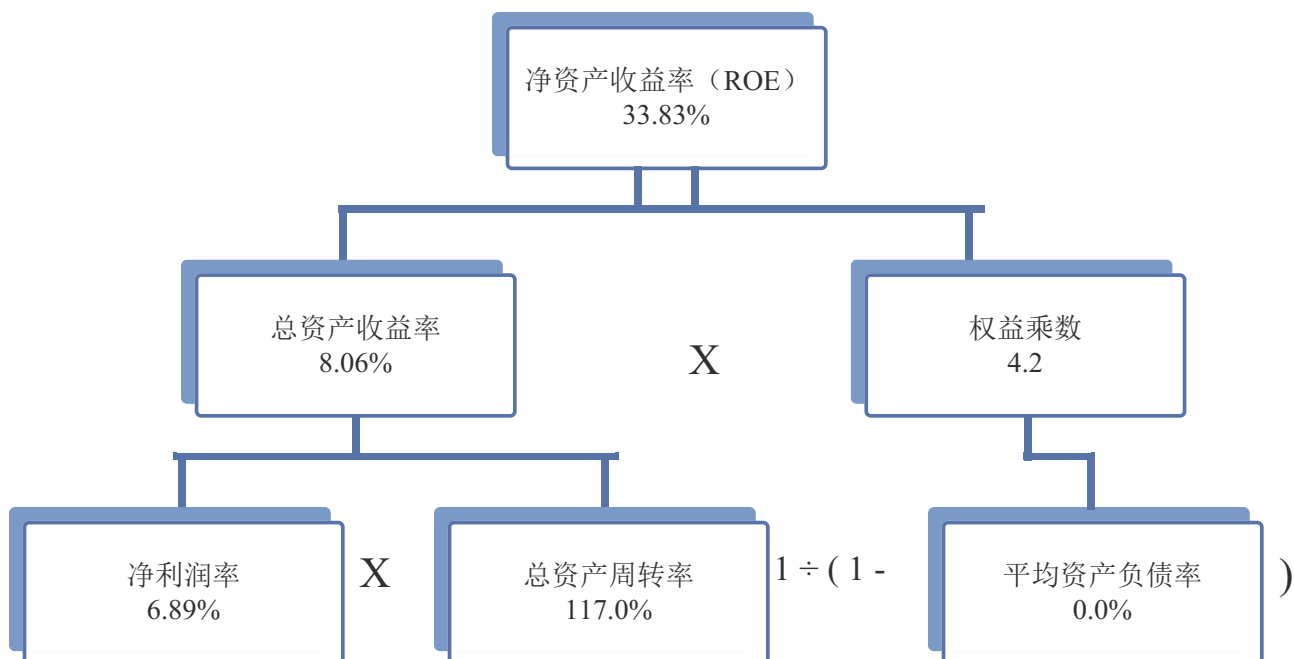 净资产收益率（ROE）
33.83%
总资产收益率
8.06%
X
权益乘数
4.2
净利润率
6.89%
X
总资产周转率
117.0%
1 ÷ ( 1 -
平均资产负债率
0.0%
)